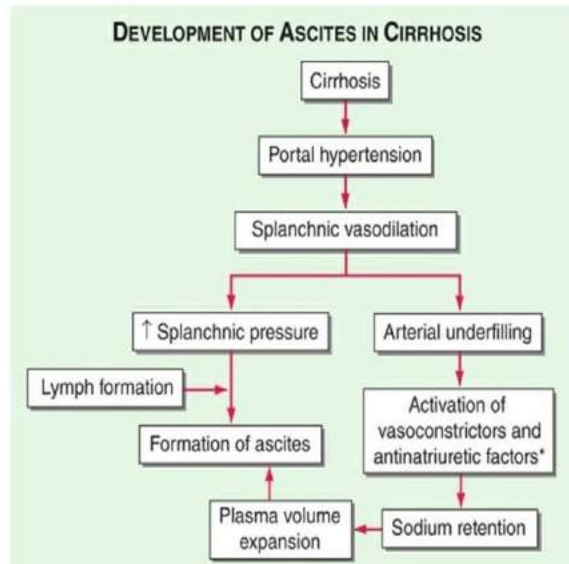 DEVELOPMENT OF ASCITES IN CIRRHOSIS
Cirrhosis
Portal hypertension
Splanchnic vasodilation
↑ Splanchnic pressure
Arterial underfilling
Lymph formation
Activation of
vasoconstrictors and
antinatriuretic factors*
Formation of ascites
Plasma volume
expansion
Sodium retention